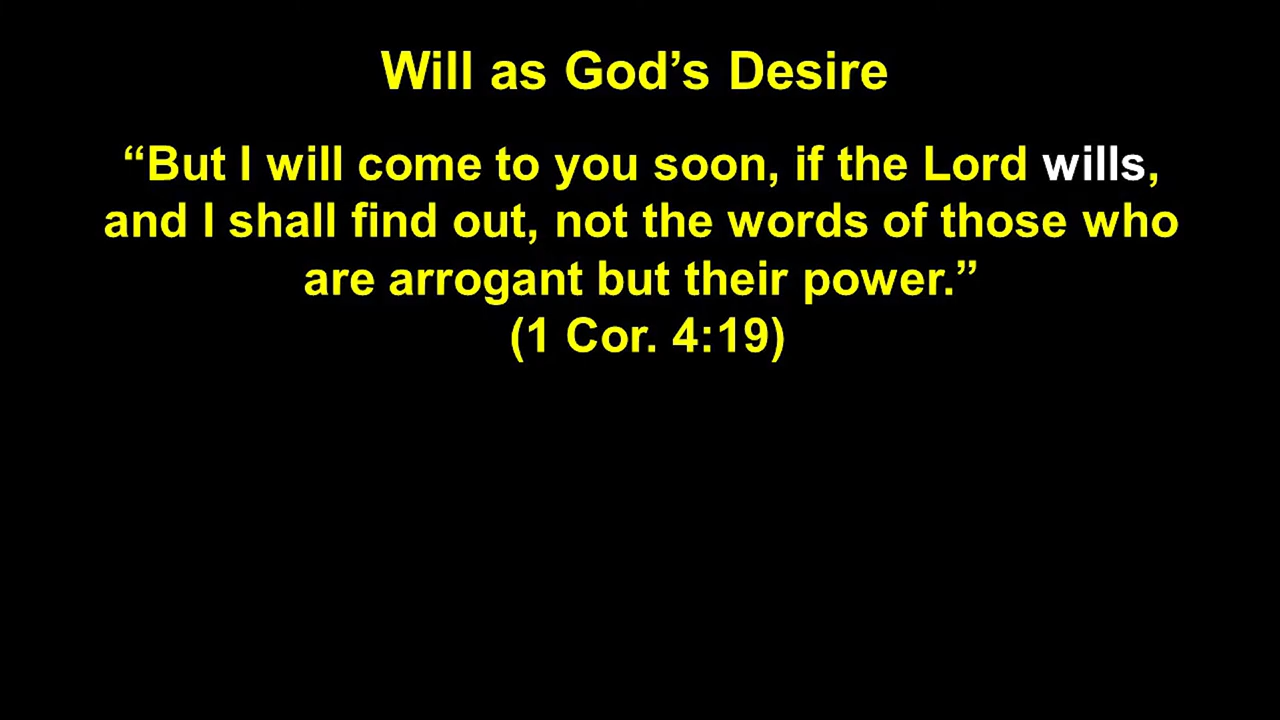 Will as God’s Desire
“But I will come to you soon, if the Lord wills,
and I shall find out, not the words of those who
are arrogant but their power.”
(1 Cor. 4:19)